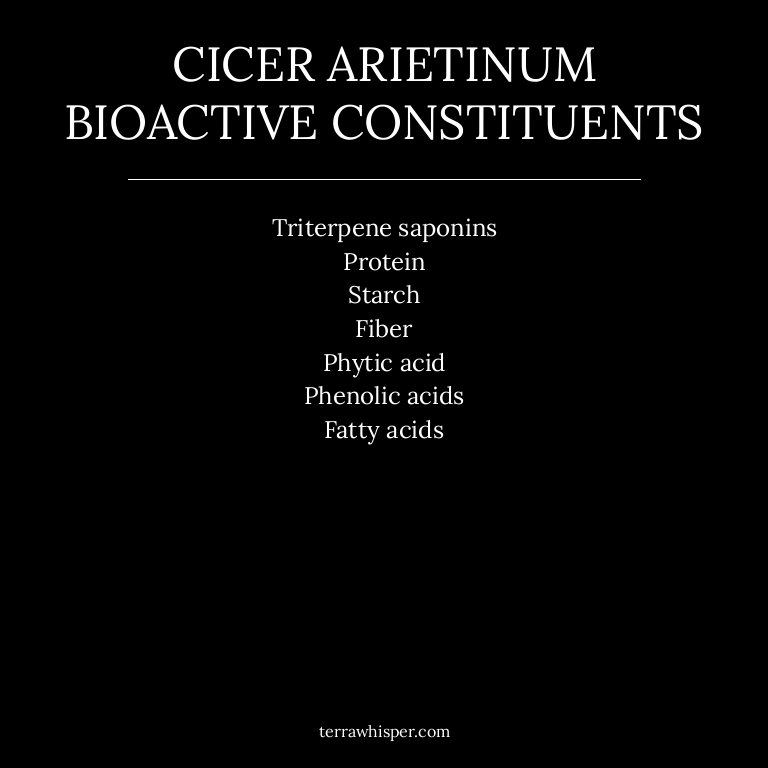 CICER ARIETINUM
BIOACTIVE CONSTITUENTS
Triterpene saponins
Protein
Starch
Fiber
Phytic acid
Phenolic acids
Fatty acids
terrawhisper.com